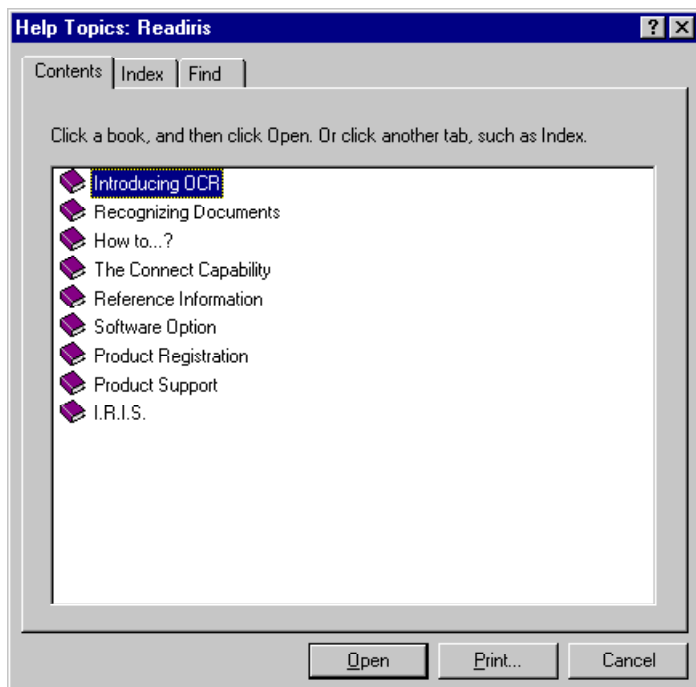 Help Topics: Readiris
Contents Index Find
Click a book, and then click Open. Or click another tab, such as Index.
Introducing OCR
Recognizing Documents
How to...?
The Connect Capability
Reference Information
Software Option
Product Registration
Product Support
I.R.I.S.
Open Print... Cancel